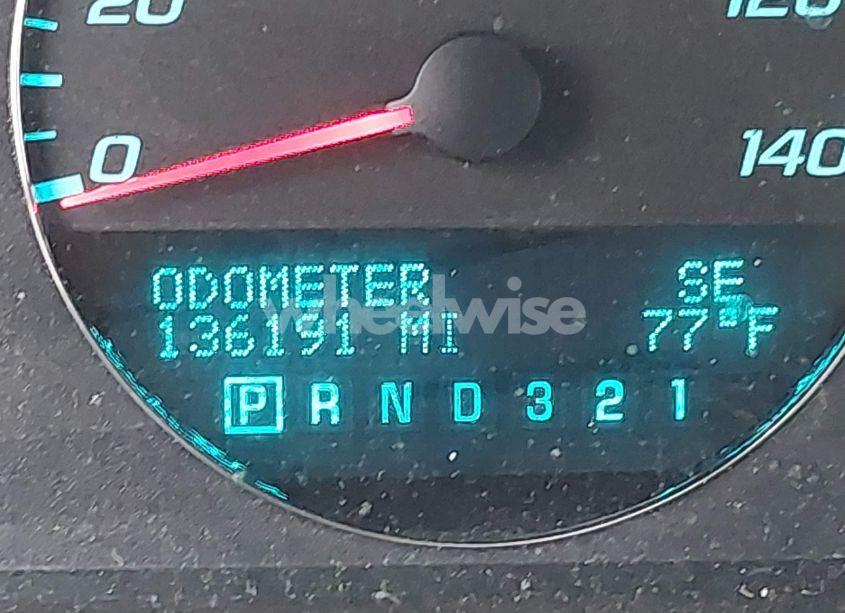 20
120
0
140
ODOMETER SE
136191 MI 77°F
P R N D 3 2 1
wheelwise